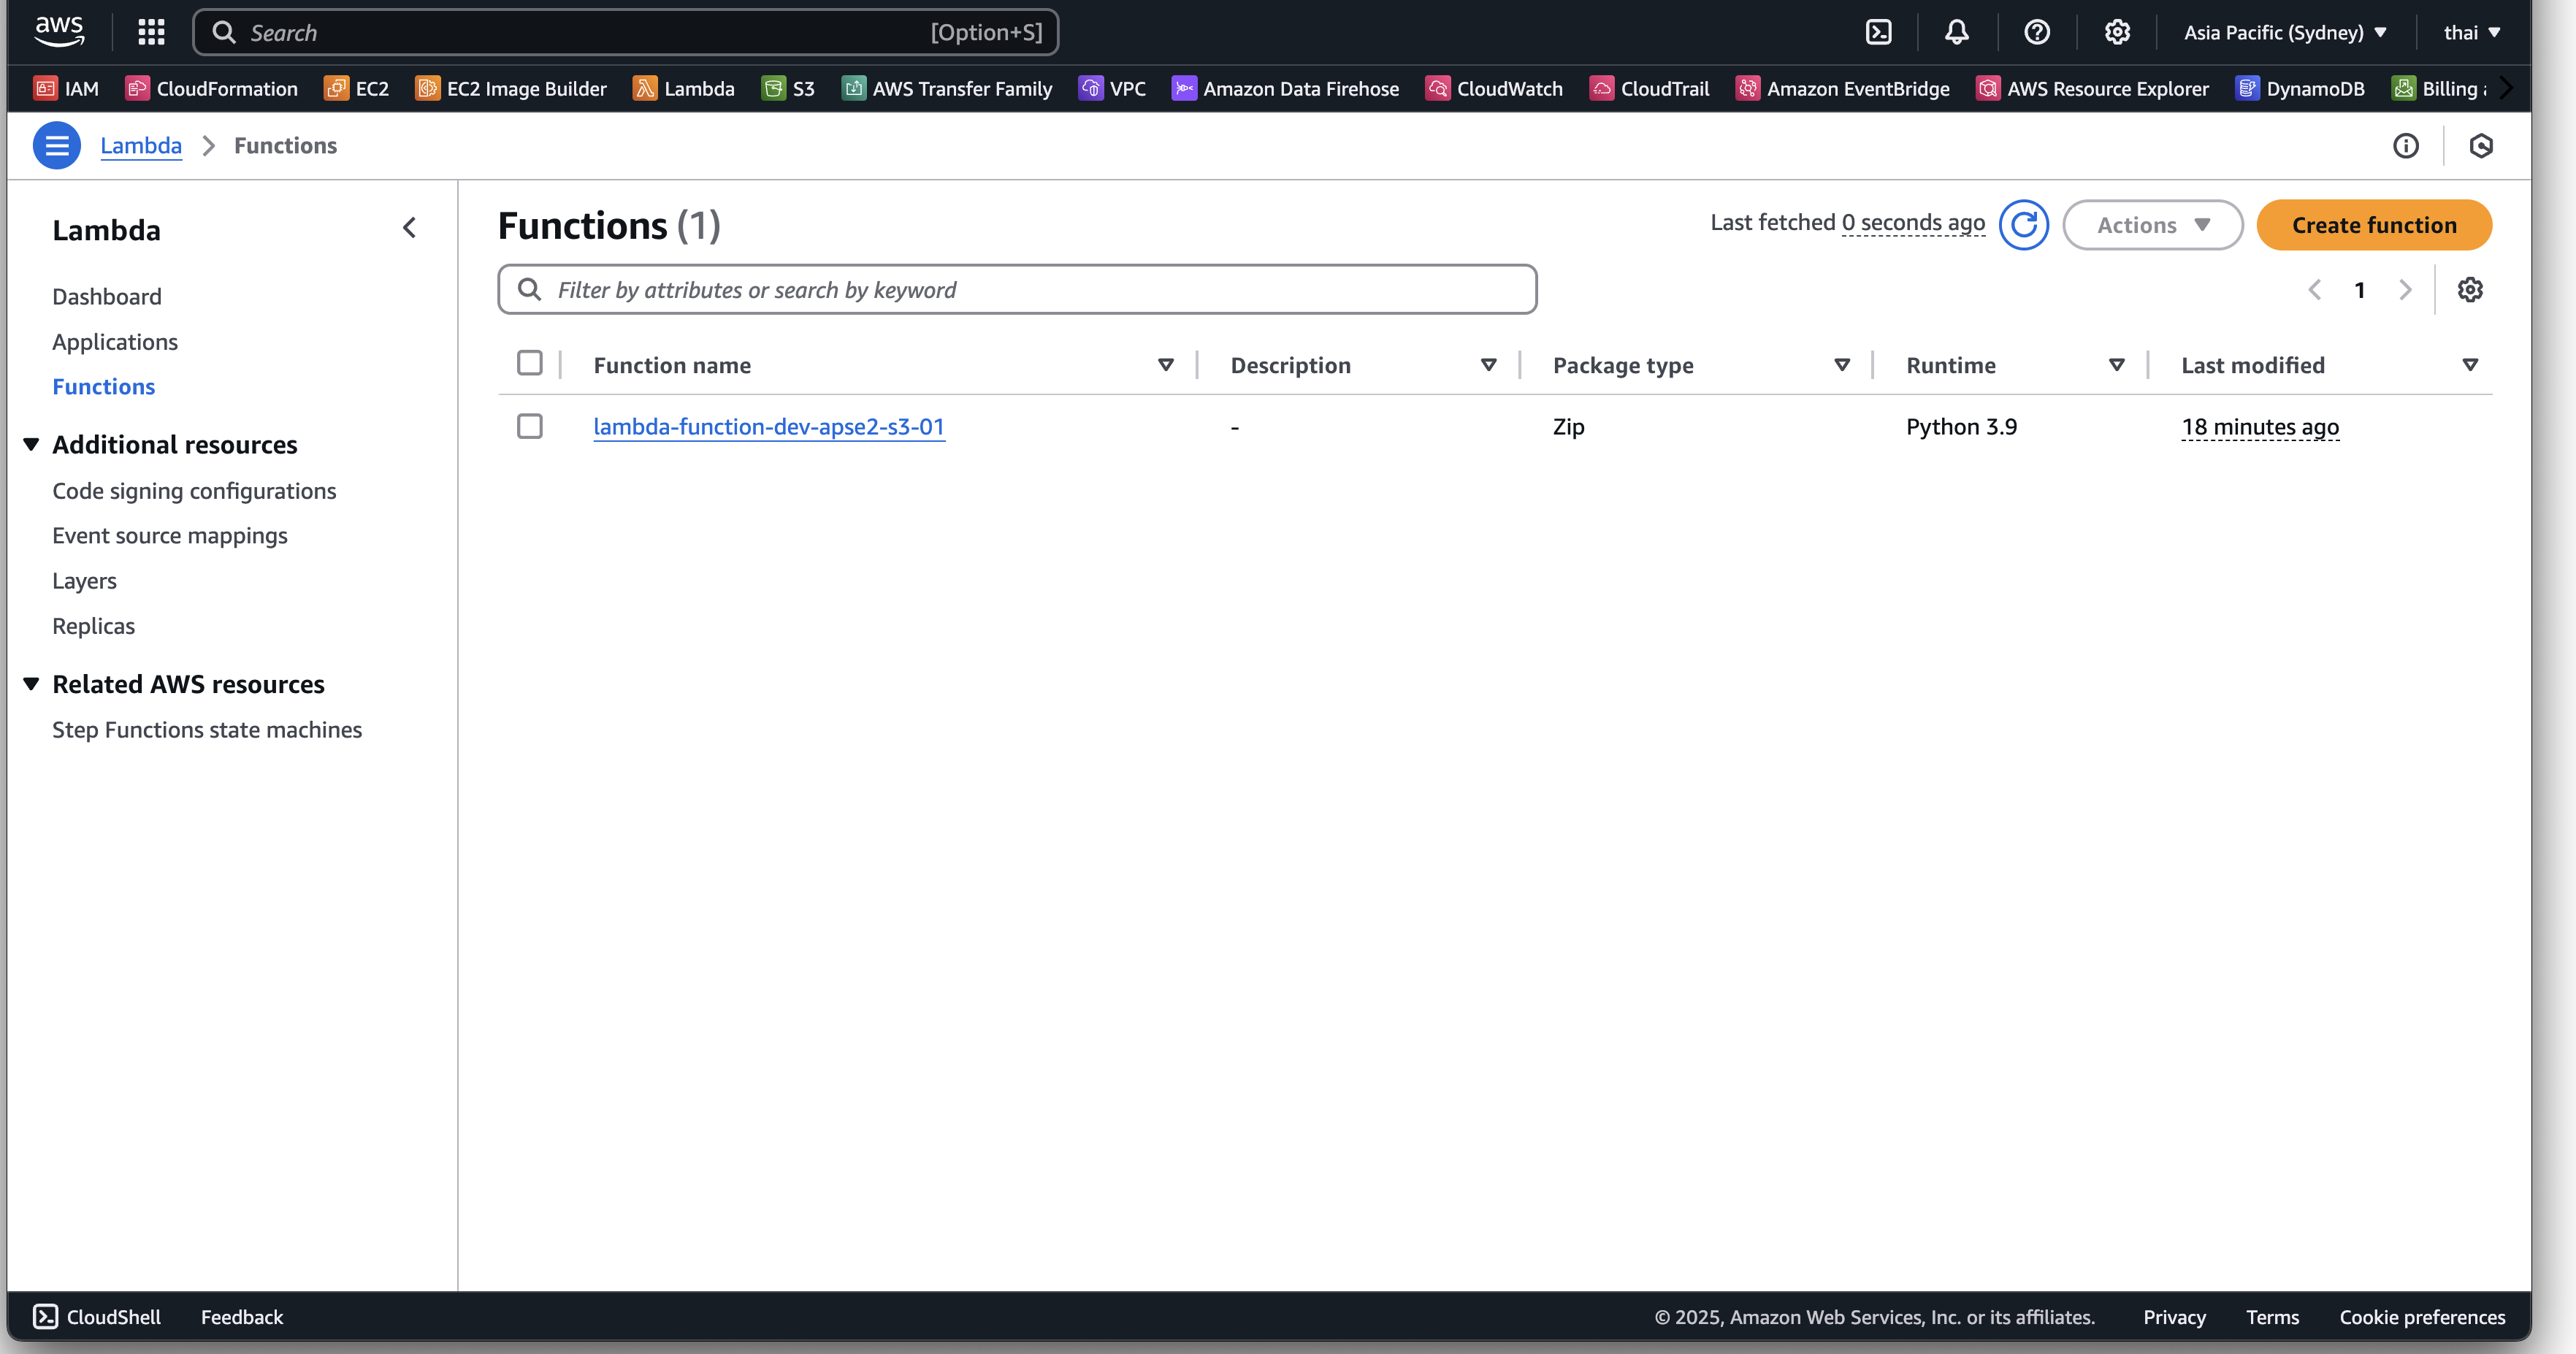 aws
Search [Option+S]
Asia Pacific (Sydney)
thai
IAM CloudFormation EC2 EC2 Image Builder Lambda S3 AWS Transfer Family VPC Amazon Data Firehose CloudWatch CloudTrail Amazon EventBridge AWS Resource Explorer DynamoDB Billing
Lambda Functions
Lambda
Dashboard
Applications
Functions
Additional resources
Code signing configurations
Event source mappings
Layers
Replicas
Related AWS resources
Step Functions state machines
Functions (1)
Last fetched 0 seconds ago
Actions
Create function
Filter by attributes or search by keyword
1
Function name Description Package type Runtime Last modified
lambda-function-dev-apse2-s3-01 - Zip Python 3.9 18 minutes ago
CloudShell Feedback © 2025, Amazon Web Services, Inc. or its affiliates. Privacy Terms Cookie preferences